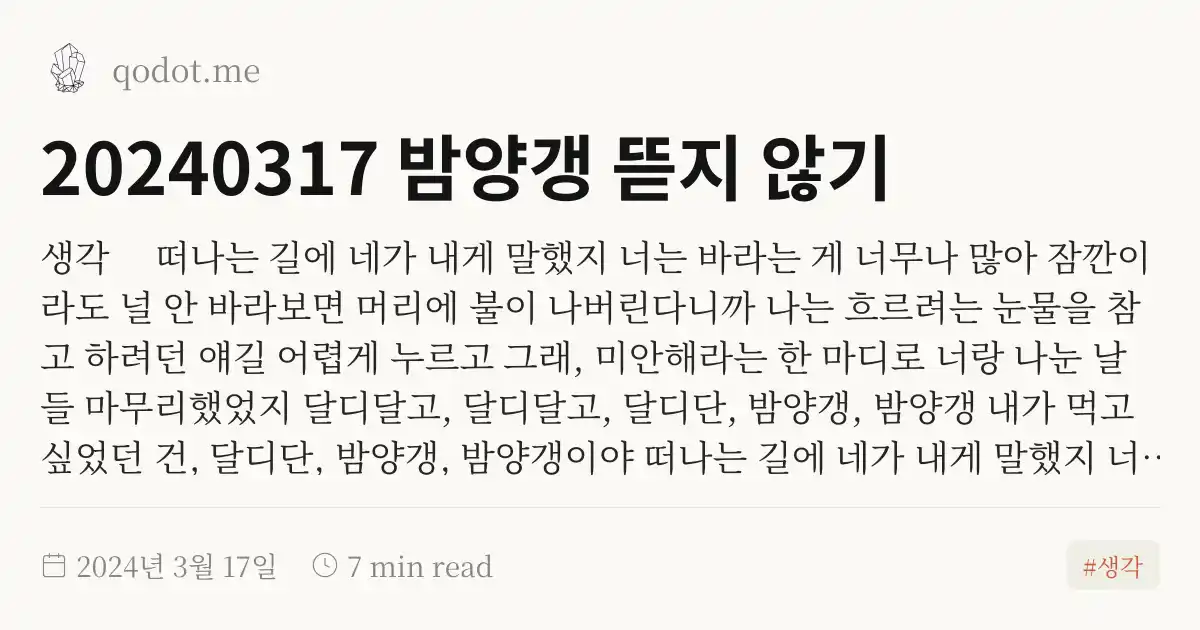 qodot.me
20240317 밤양갱 뜯지 않기
생각 떠나는 길에 네가 내게 말했지 너는 바라는 게 너무나 많아 잠깐이
라도 널 안 바라보면 머리에 불이 나버린다니까 나는 흐르려는 눈물을 참
고 하려던 얘길 어렵게 누르고 그래, 미안해라는 한 마디로 너랑 나눈 날
들 마무리했었지 달디달고, 달디달고, 달디단, 밤양갱, 밤양갱 내가 먹고
싶었던 건, 달디단, 밤양갱, 밤양갱이야 떠나는 길에 네가 내게 말했지 너…
2024년 3월 17일 7 min read #생각